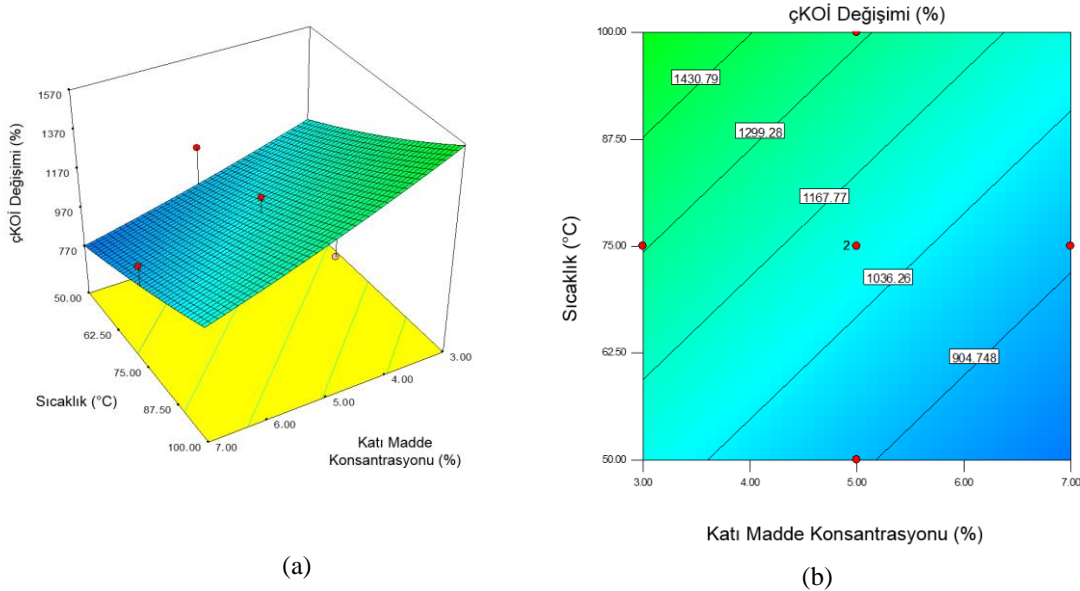 1570
1370
1170
970
770
çKOİ Değişimi (%)
50.00
62.50
75.00
87.50
100.00
Sıcaklık (°C)
7.00
6.00
5.00
4.00
3.00
Katı Madde
Konsantrasyonu (%)
(a)
çKOİ Değişimi (%)
100.00
87.50
75.00
62.50
50.00
Sıcaklık (°C)
1430.79
1299.28
1167.77
2
1036.26
904.748
3.00 4.00 5.00 6.00 7.00
Katı Madde Konsantrasyonu (%)
(b)